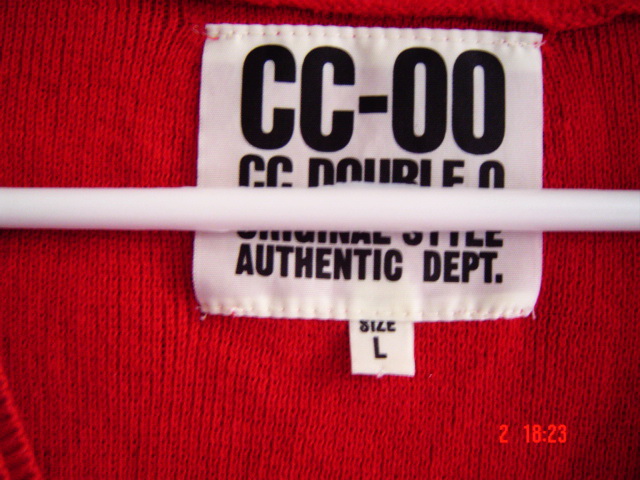 CC-00
CC DOUBLE O
ORIGINAL STYLE
AUTHENTIC DEPT.
SIZE
L
2 18:23